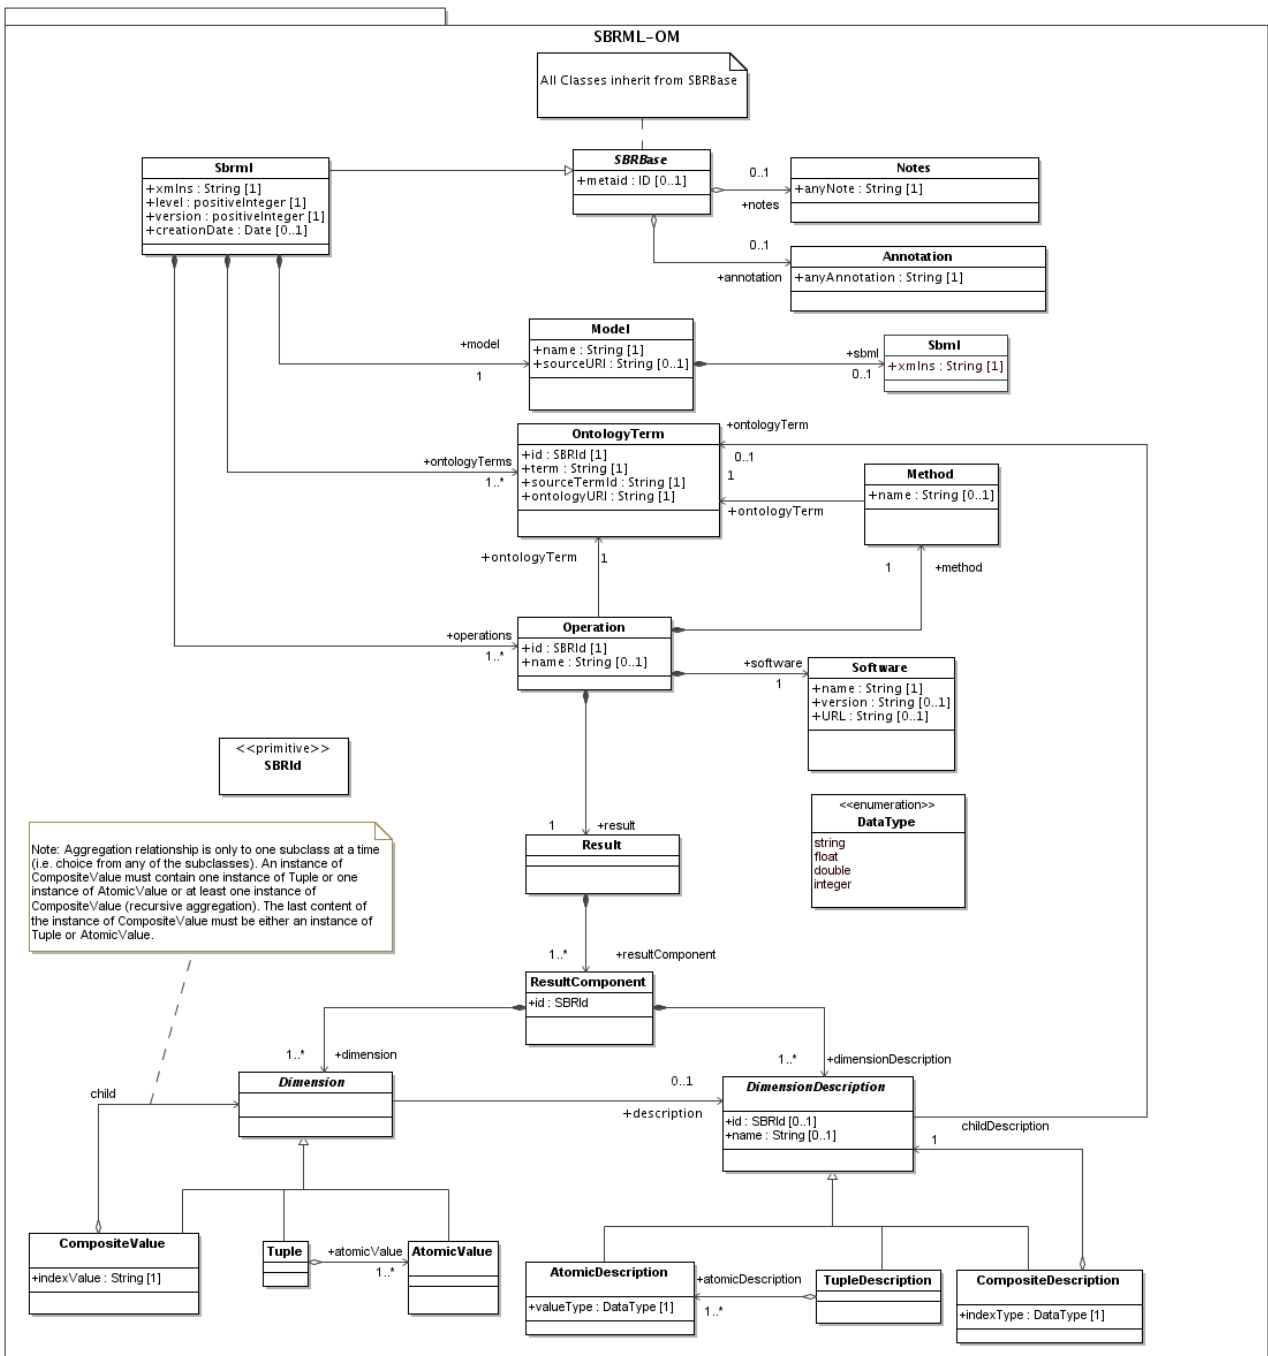 SBRML-OM
All Classes inherit from SBRBase
Sbrml
+xmlns : String [1]
+level : positiveInteger [1]
+version : positiveInteger [1]
+creationDate : Date [0..1]
SBRBase
+metaid : ID [0..1]
0..1
+notes
Notes
+anyNote : String [1]
0..1
+annotation
Annotation
+anyAnnotation : String [1]
+model
1
Model
+name : String [1]
+sourceURI : String [0..1]
+sbml
0..1
Sbml
+xmlns : String [1]
+ontologyTerms
1..*
OntologyTerm
+id : SBRId [1]
+term : String [1]
+sourceTermId : String [1]
+ontologyURI : String [1]
+ontologyTerm
0..1
1
+ontologyTerm
Method
+name : String [0..1]
+ontologyTerm
1
1
+method
+operations
1..*
Operation
+id : SBRId [1]
+name : String [0..1]
+software
1
Software
+name : String [1]
+version : String [0..1]
+URL : String [0..1]
<<primitive>>
SBRId
<<enumeration>>
DataType
string
float
double
integer
1
+result
Result
Note: Aggregation relationship is only to one subclass at a time
(i.e. choice from any of the subclasses). An instance of
CompositeValue must contain one instance of Tuple or one
instance of AtomicValue or at least one instance of
CompositeValue (recursive aggregation). The last content of
the instance of CompositeValue must be either an instance of
Tuple or AtomicValue.
1..*
+resultComponent
ResultComponent
+id : SBRId
1..*
+dimension
1..*
+dimensionDescription
child
Dimension
0..1
+description
DimensionDescription
+id : SBRId [0..1]
+name : String [0..1]
childDescription
1
CompositeValue
+indexValue : String [1]
Tuple
+atomicValue
1..*
AtomicValue
AtomicDescription
+valueType : DataType [1]
+atomicDescription
1..*
TupleDescription
CompositeDescription
+indexType : DataType [1]